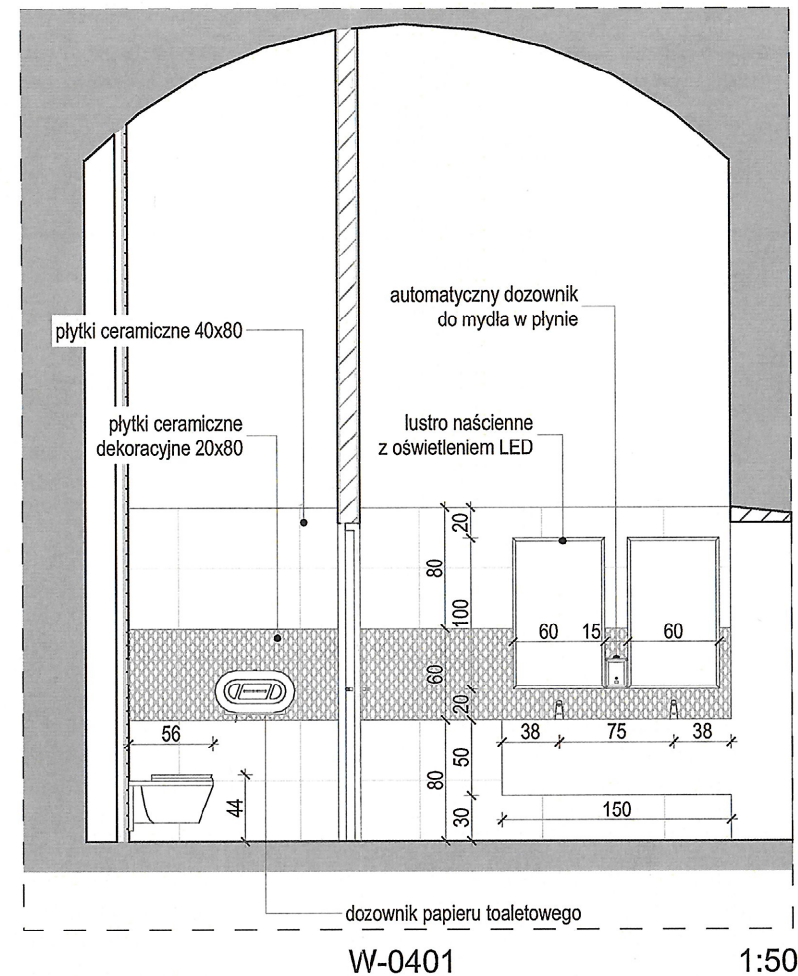 automatyczny dozownik
do mydła w płynie
płytki ceramiczne 40x80
płytki ceramiczne
dekoracyjne 20x80
lustro naścienne
z oświetleniem LED
20
80
100
60 15 60
60
20
56
38 75 38
50
80
44
150
30
dozownik papieru toaletowego
W-0401 1:50